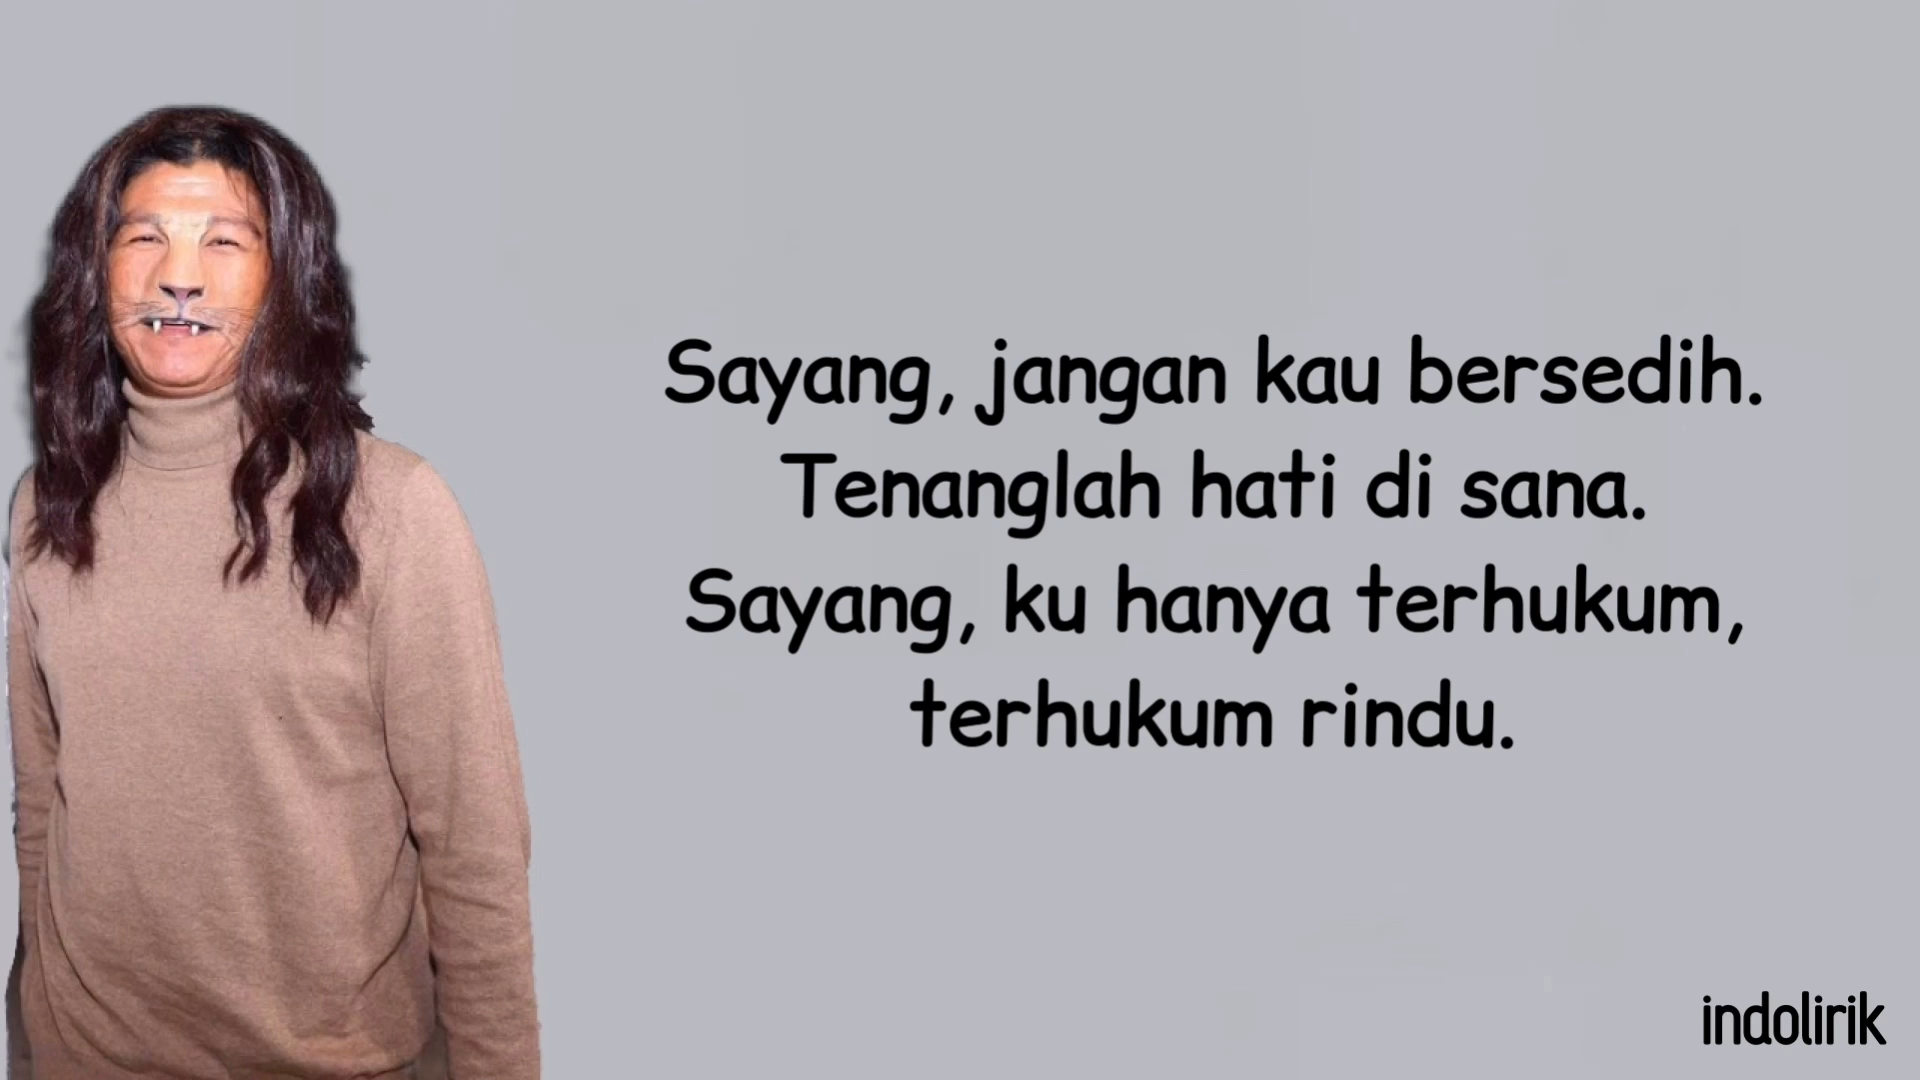 Sayang, jangan kau bersedih.
Tenanglah hati di sana.
Sayang, ku hanya terhukum,
terhukum rindu.
indolirik